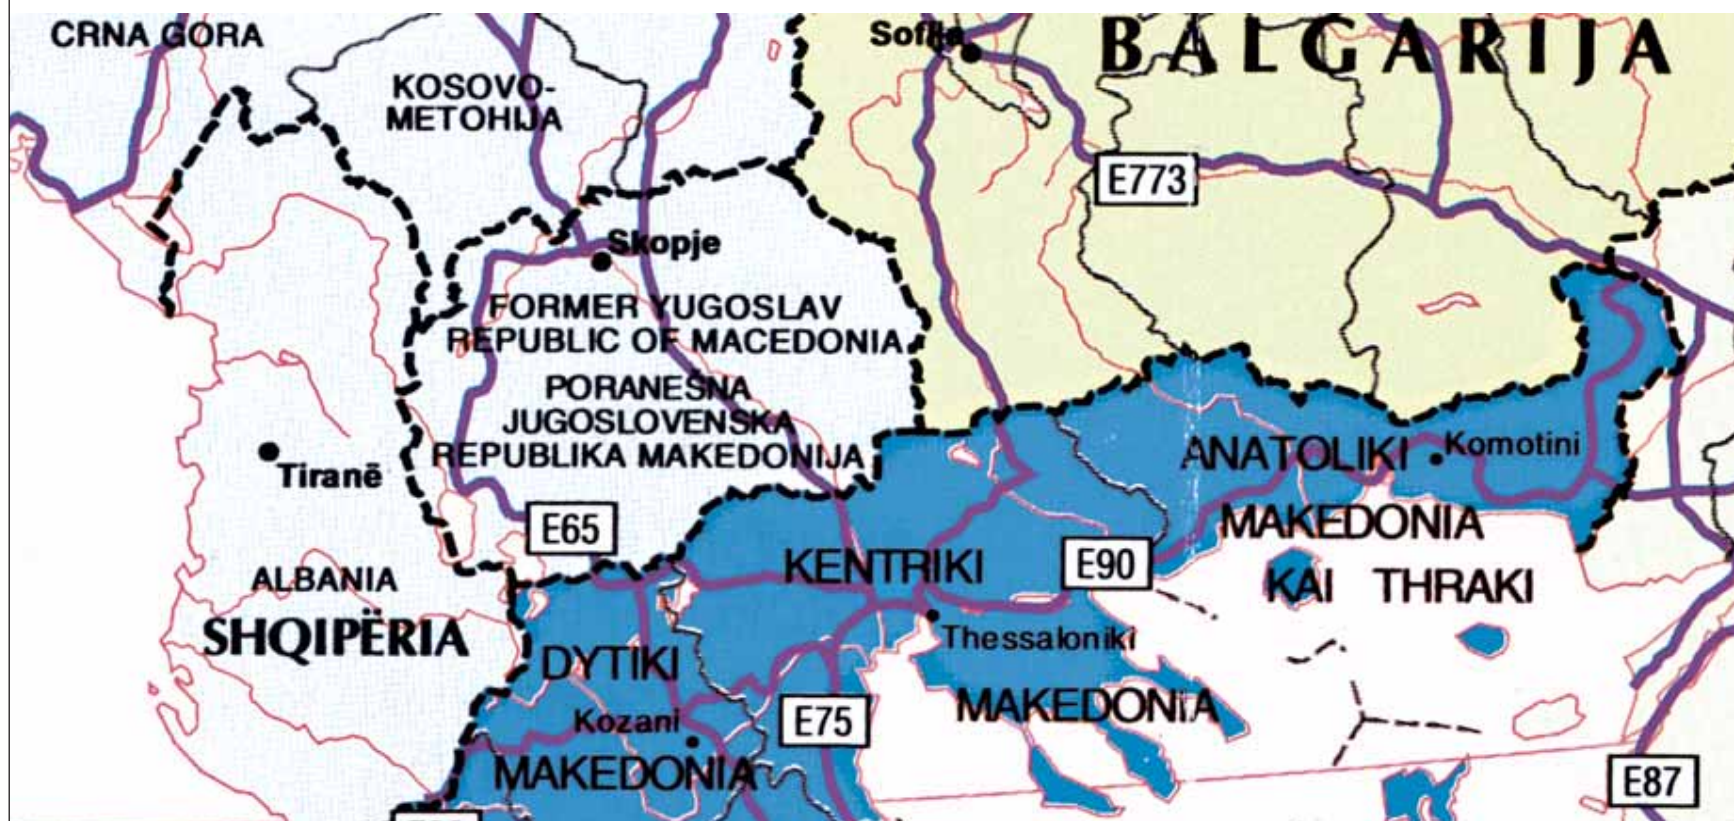 CRNA GORA
KOSOVO-
METOHIJA
Sofija
BALGARIJA
E773
Skopje
FORMER YUGOSLAV
REPUBLIC OF MACEDONIA
PORANEŠNA
JUGOSLOVENSKA
REPUBLIKA MAKEDONIJA
Tiranë
E65
ALBANIA
SHQIPËRIA
ANATOLIKI
Komotini
MAKEDONIA
KAI THRAKI
KENTRIKI
E90
Thessaloniki
MAKEDONIA
DYTIKI
Kozani
MAKEDONIA
E75
E87